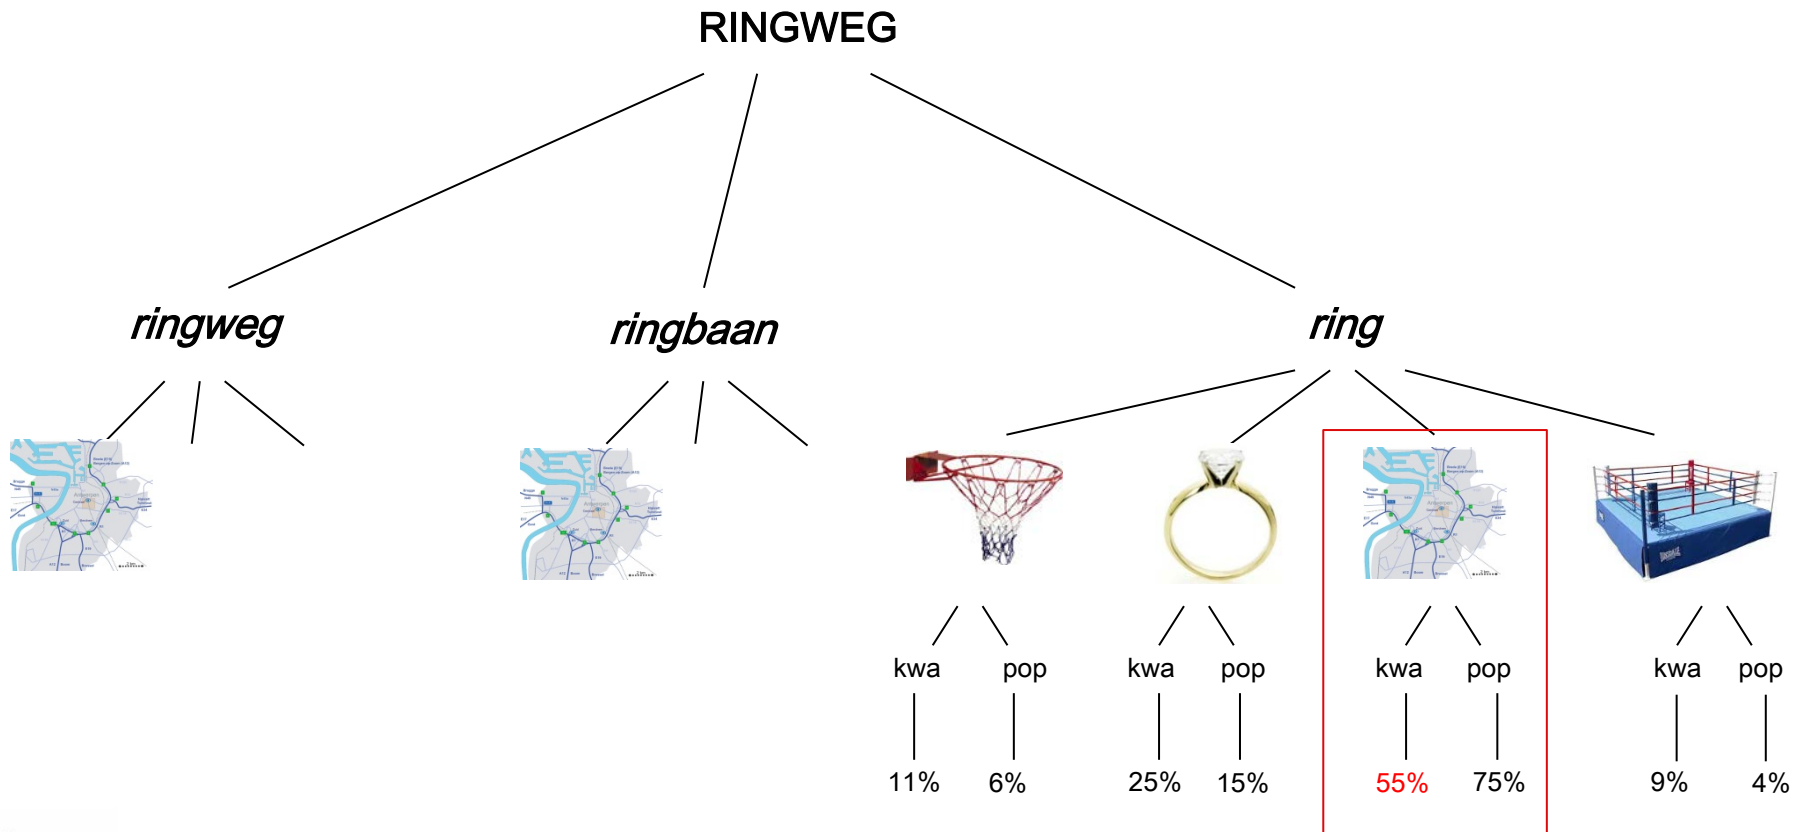 RINGWEG
ringweg
ringbaan
ring
kwa pop kwa pop kwa pop kwa pop
11% 6% 25% 15% 55% 75% 9% 4%